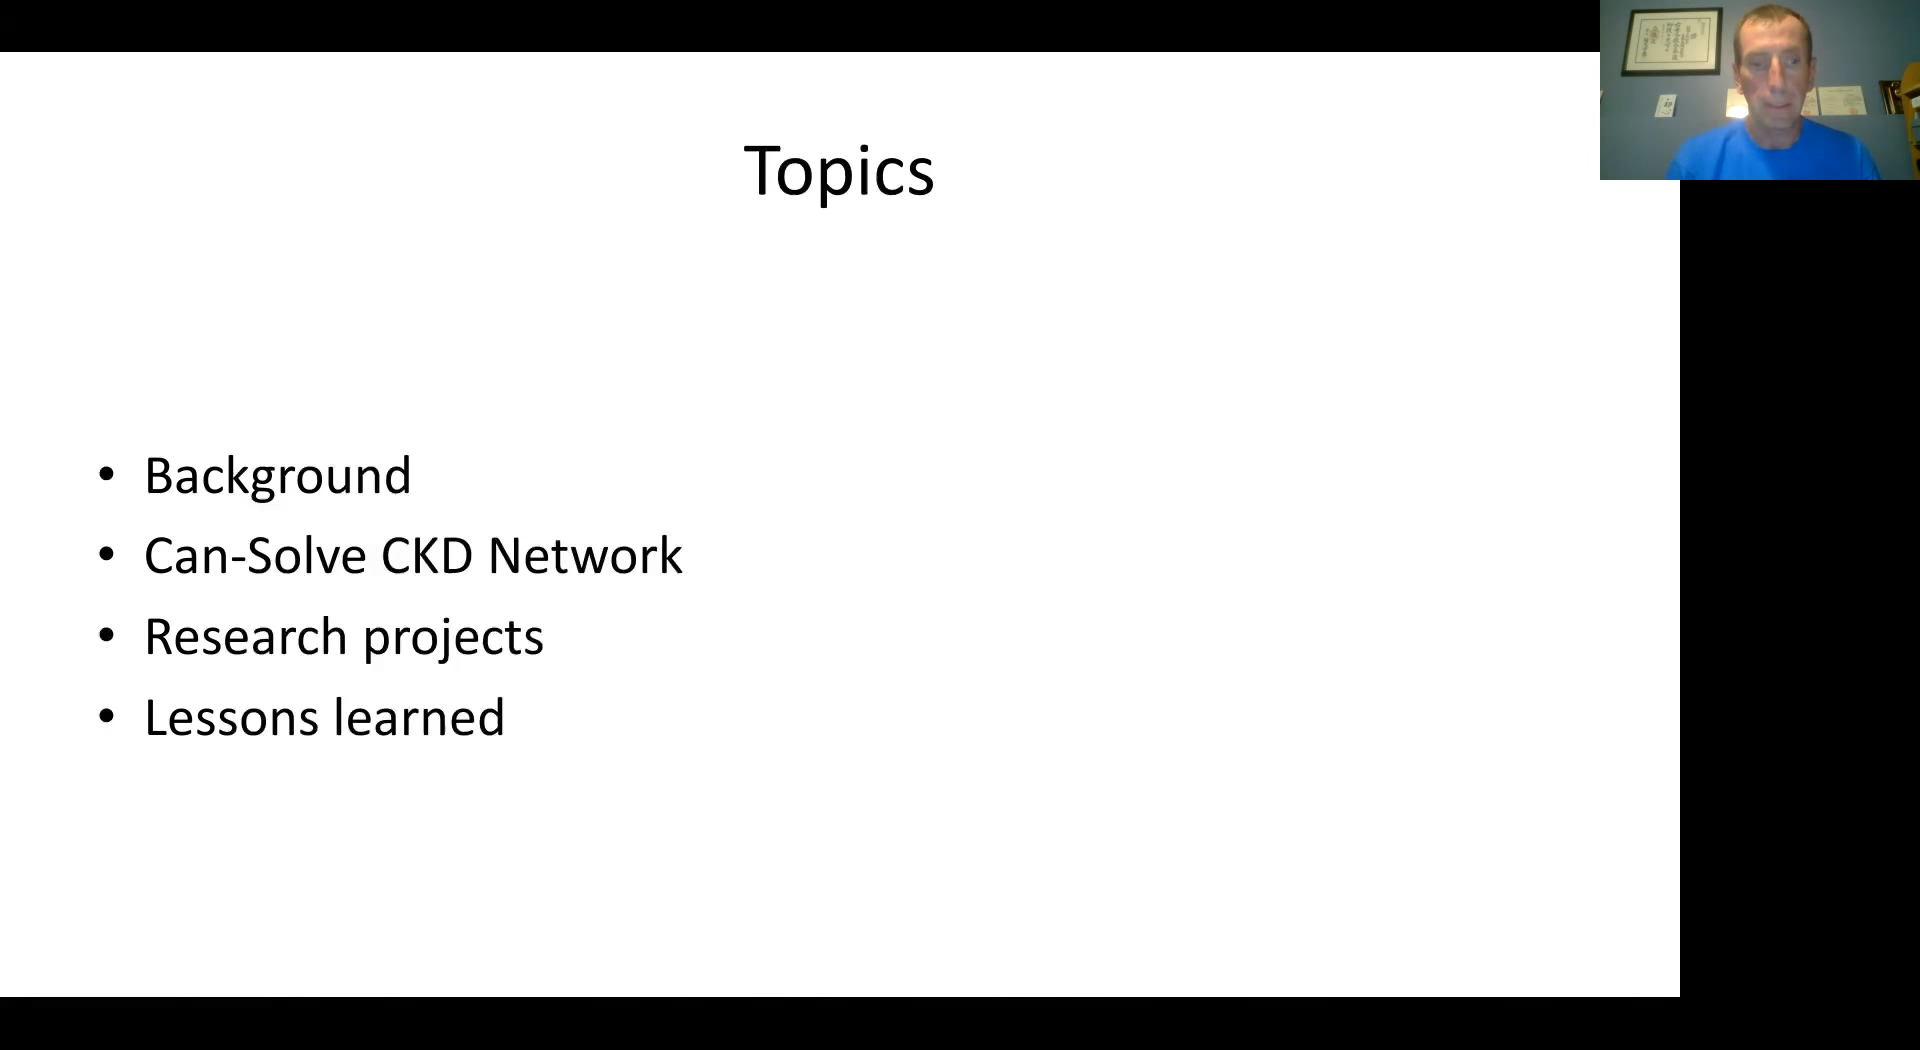 Topics
• Background
• Can-Solve CKD Network
• Research projects
• Lessons learned